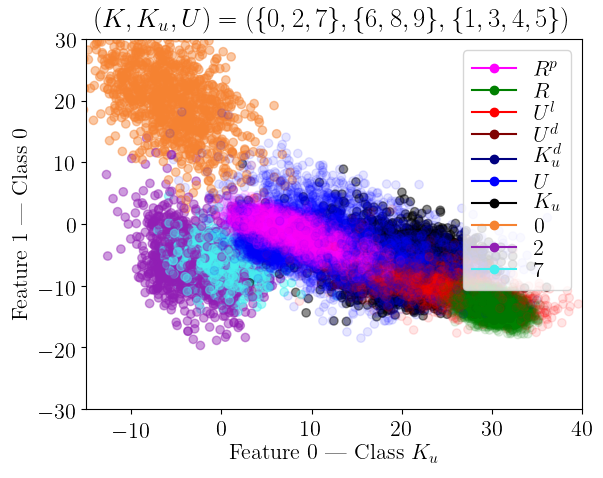 (K, K_u, U) = ({0, 2, 7}, {6, 8, 9}, {1, 3, 4, 5})
30
20
10
0
−10
−20
−30
Feature 1 — Class 0
R^p
R
U^l
U^d
K_u^d
U
K_u
0
2
7
−10
0
10
20
30
40
Feature 0 — Class K_u